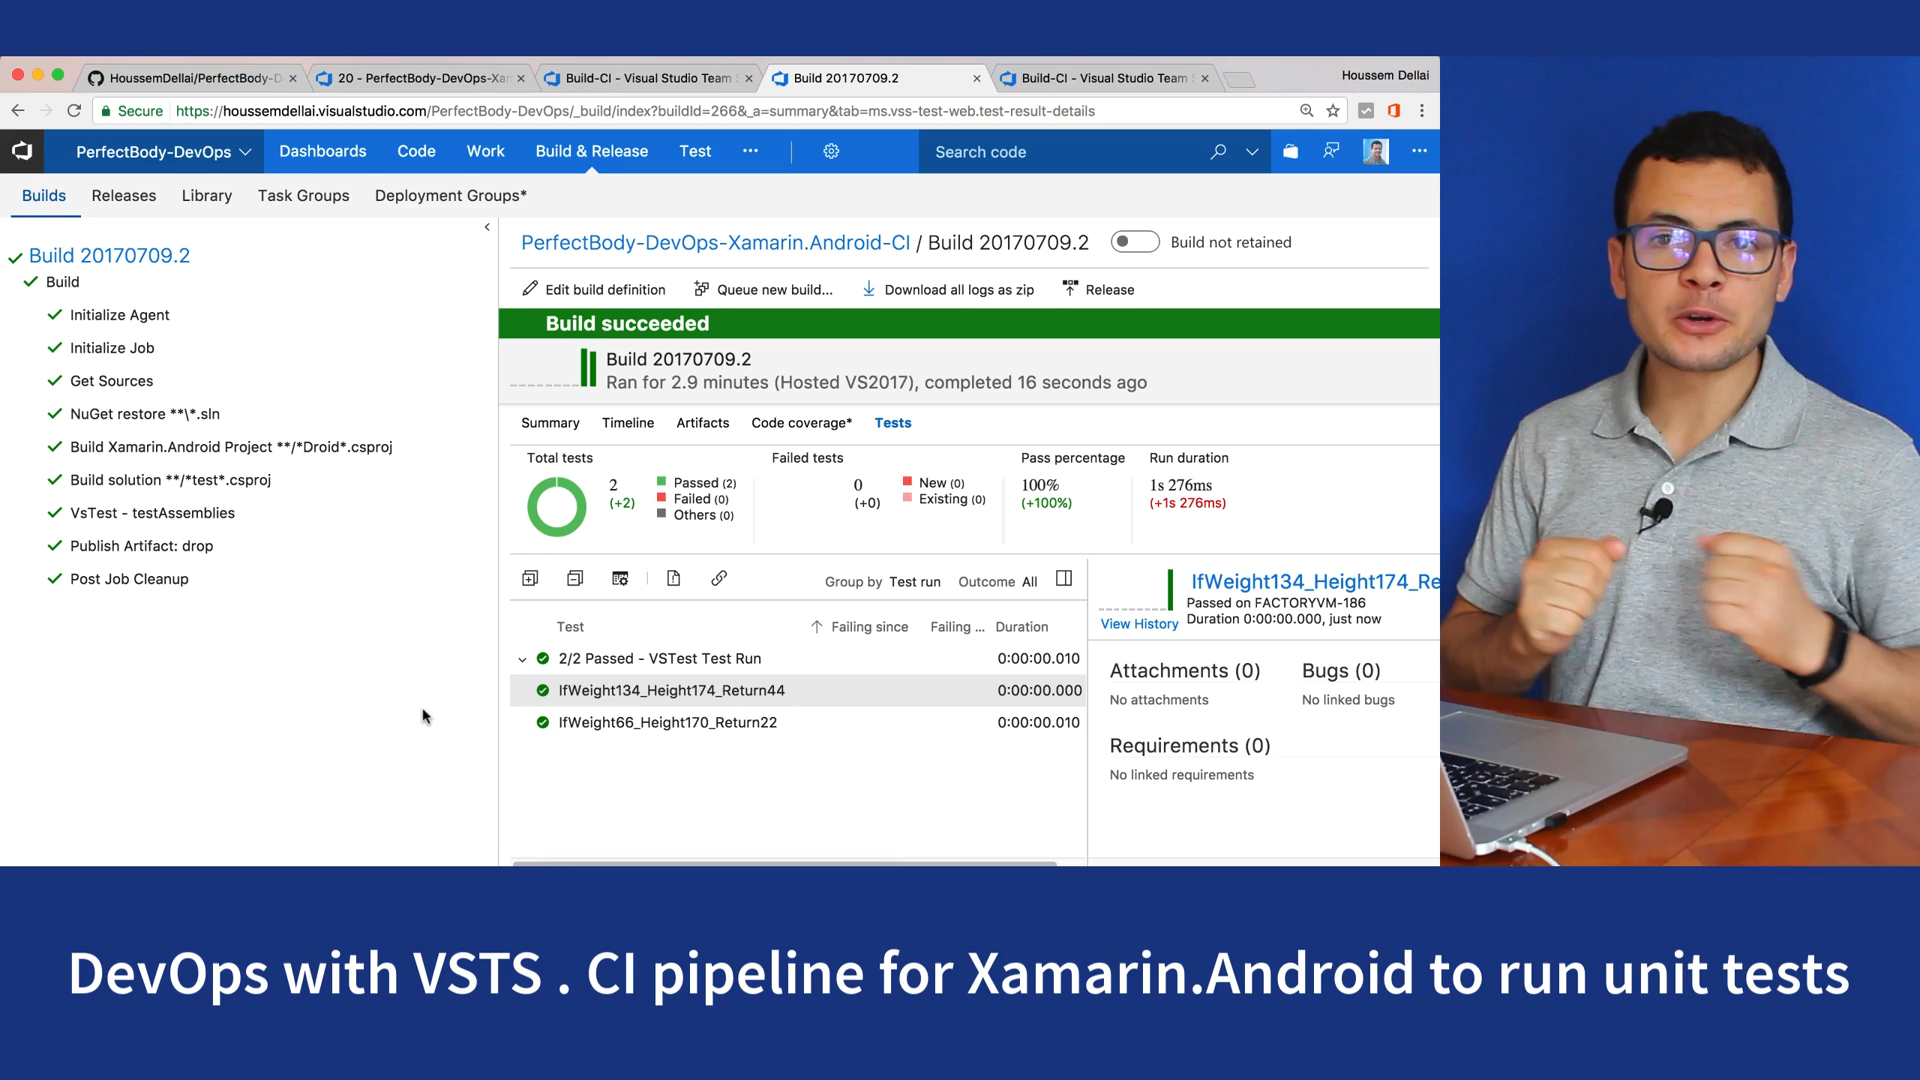 HoussemDellai/PerfectBody-D
20 - PerfectBody-DevOps-Xar
Build-CI - Visual Studio Team S
Build 20170709.2
Build-CI - Visual Studio Team S
Houssem Dellai
Secure https://houssemdellai.visualstudio.com/PerfectBody-DevOps/_build/index?buildId=266&_a=summary&tab=ms.vss-test-web.test-result-details
PerfectBody-DevOps Dashboards Code Work Build & Release Test Search code
Builds Releases Library Task Groups Deployment Groups*
Build 20170709.2
Build
Initialize Agent
Initialize Job
Get Sources
NuGet restore **\*.sln
Build Xamarin.Android Project **/*Droid*.csproj
Build solution **/*test*.csproj
VsTest - testAssemblies
Publish Artifact: drop
Post Job Cleanup
PerfectBody-DevOps-Xamarin.Android-CI / Build 20170709.2 Build not retained
Edit build definition Queue new build... Download all logs as zip Release
Build succeeded
Build 20170709.2
Ran for 2.9 minutes (Hosted VS2017), completed 16 seconds ago
Summary Timeline Artifacts Code coverage* Tests
Total tests
2
(+2)
Passed (2)
Failed (0)
Others (0)
Failed tests
0
(+0)
New (0)
Existing (0)
Pass percentage
100%
(+100%)
Run duration
1s 276ms
(+1s 276ms)
Group by Test run Outcome All
Test Failing since Failing ... Duration
2/2 Passed - VSTest Test Run 0:00:00.010
IfWeight134_Height174_Return44 0:00:00.000
IfWeight66_Height170_Return22 0:00:00.010
IfWeight134_Height174_Re
Passed on FACTORYVM-186
View History
Duration 0:00:00.000, just now
Attachments (0)
No attachments
Bugs (0)
No linked bugs
Requirements (0)
No linked requirements
DevOps with VSTS . CI pipeline for Xamarin.Android to run unit tests